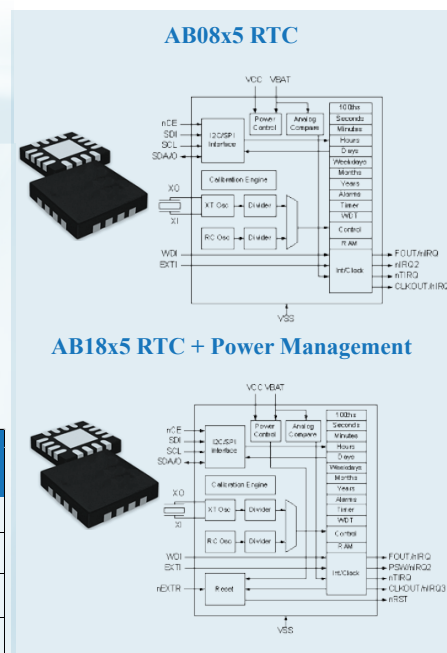 AB08x5 RTC
VCC VBAT
nCE
SDI
SCL
SDA/O
I2C/SPI
Interface
Power
Control
Analog
Compare
100ths
Seconds
Minutes
Hours
Days
Weekdays
Months
Years
Alarms
Timer
WDT
Control
RAM
Int/Clock
Calibration Engine
XO
XI
XT Osc
Divider
RC Osc
Divider
WDI
EXTI
FOUT/nIRQ
nIRQ2
nTIRQ
CLKOUT/nIRQ
VSS
AB18x5 RTC + Power Management
VCC VBAT
nCE
SDI
SCL
SDA/O
I2C/SPI
Interface
Power
Control
Analog
Compare
100ths
Seconds
Minutes
Hours
Days
Weekdays
Months
Years
Alarms
Timer
WDT
Control
RAM
Int/Clock
Calibration Engine
XO
XI
XT Osc
Divider
RC Osc
Divider
WDI
EXTI
nEXTR
Reset
FOUT/nIRQ
PSW/nIRQ2
nTIRQ
CLKOUT/nIRQ3
nRST
VSS